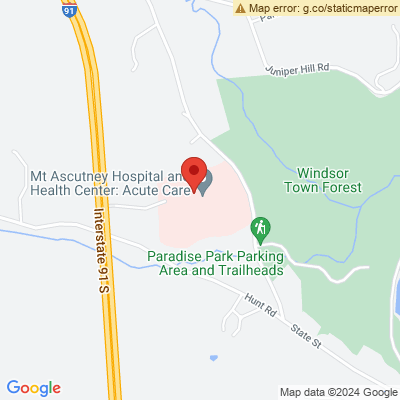 Map error: g.co/staticmaperror
91
Juniper Hill Rd
Mt Ascutney Hospital and
Health Center: Acute Care
Windsor
Town Forest
Interstate 91 S
Paradise Park Parking
Area and Trailheads
Hunt Rd
State St
Google
Map data ©2024 Google